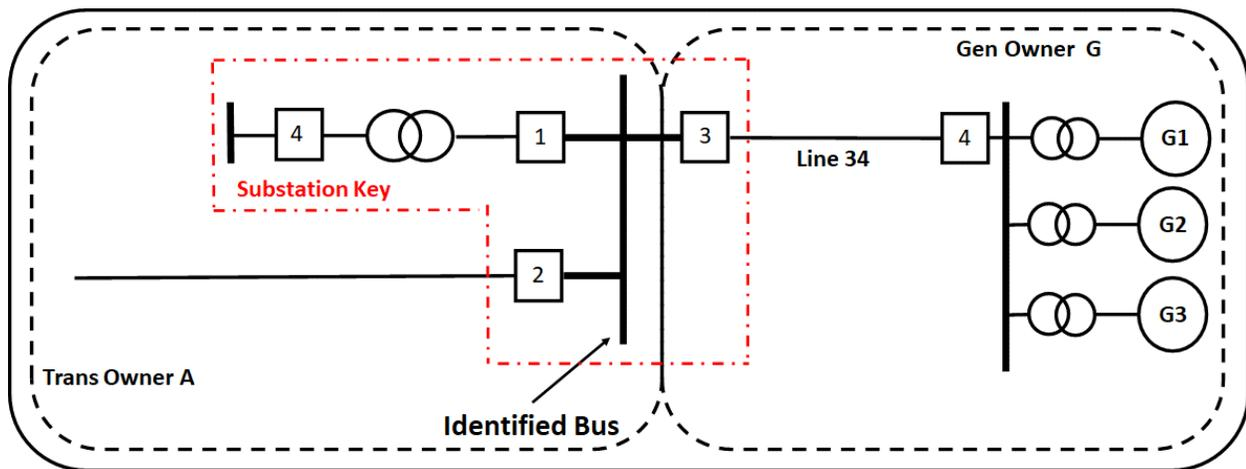 Gen Owner G
4
1
3
Line 34
4
G1
Substation Key
G2
2
G3
Trans Owner A
Identified Bus